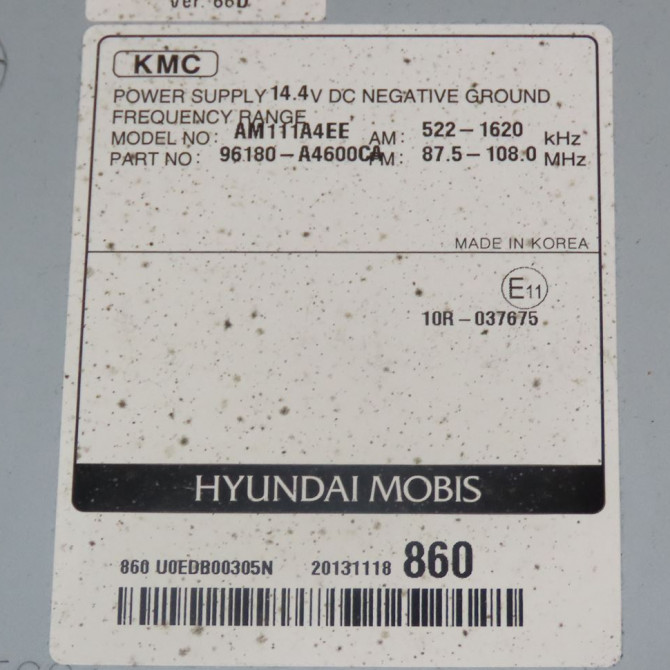 Ver. 66D
KMC
POWER SUPPLY 14.4V DC NEGATIVE GROUND
FREQUENCY RANGE
MODEL NO: AM111A4EE AM: 522-1620 kHz
PART NO: 96180-A4600CA FM: 87.5-108.0 MHz
MADE IN KOREA
E11
10R-037675
HYUNDAI MOBIS
860 U0EDB00305N 20131118 860